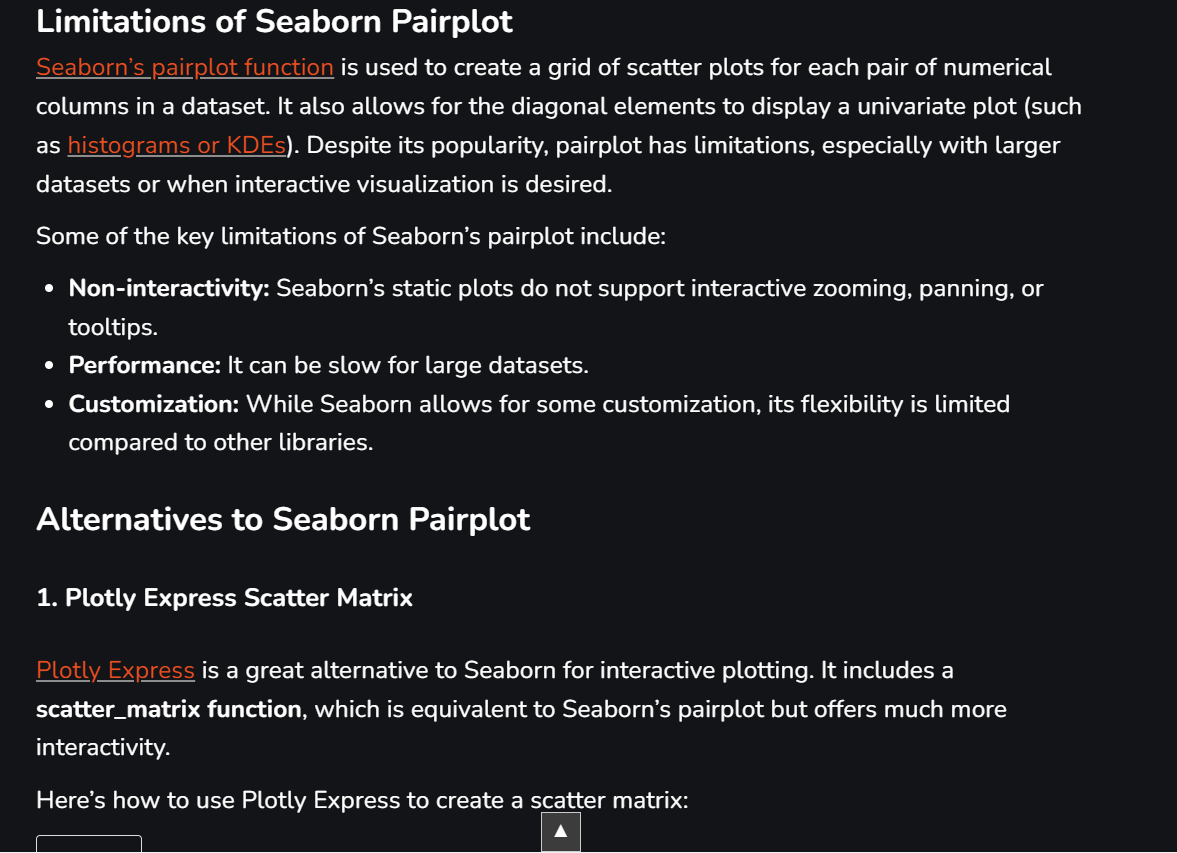 Limitations of Seaborn Pairplot
Seaborn’s pairplot function is used to create a grid of scatter plots for each pair of numerical
columns in a dataset. It also allows for the diagonal elements to display a univariate plot (such
as histograms or KDEs). Despite its popularity, pairplot has limitations, especially with larger
datasets or when interactive visualization is desired.
Some of the key limitations of Seaborn’s pairplot include:
• Non-interactivity: Seaborn’s static plots do not support interactive zooming, panning, or
tooltips.
• Performance: It can be slow for large datasets.
• Customization: While Seaborn allows for some customization, its flexibility is limited
compared to other libraries.
Alternatives to Seaborn Pairplot
1. Plotly Express Scatter Matrix
Plotly Express is a great alternative to Seaborn for interactive plotting. It includes a
scatter_matrix function, which is equivalent to Seaborn’s pairplot but offers much more
interactivity.
Here’s how to use Plotly Express to create a scatter matrix: